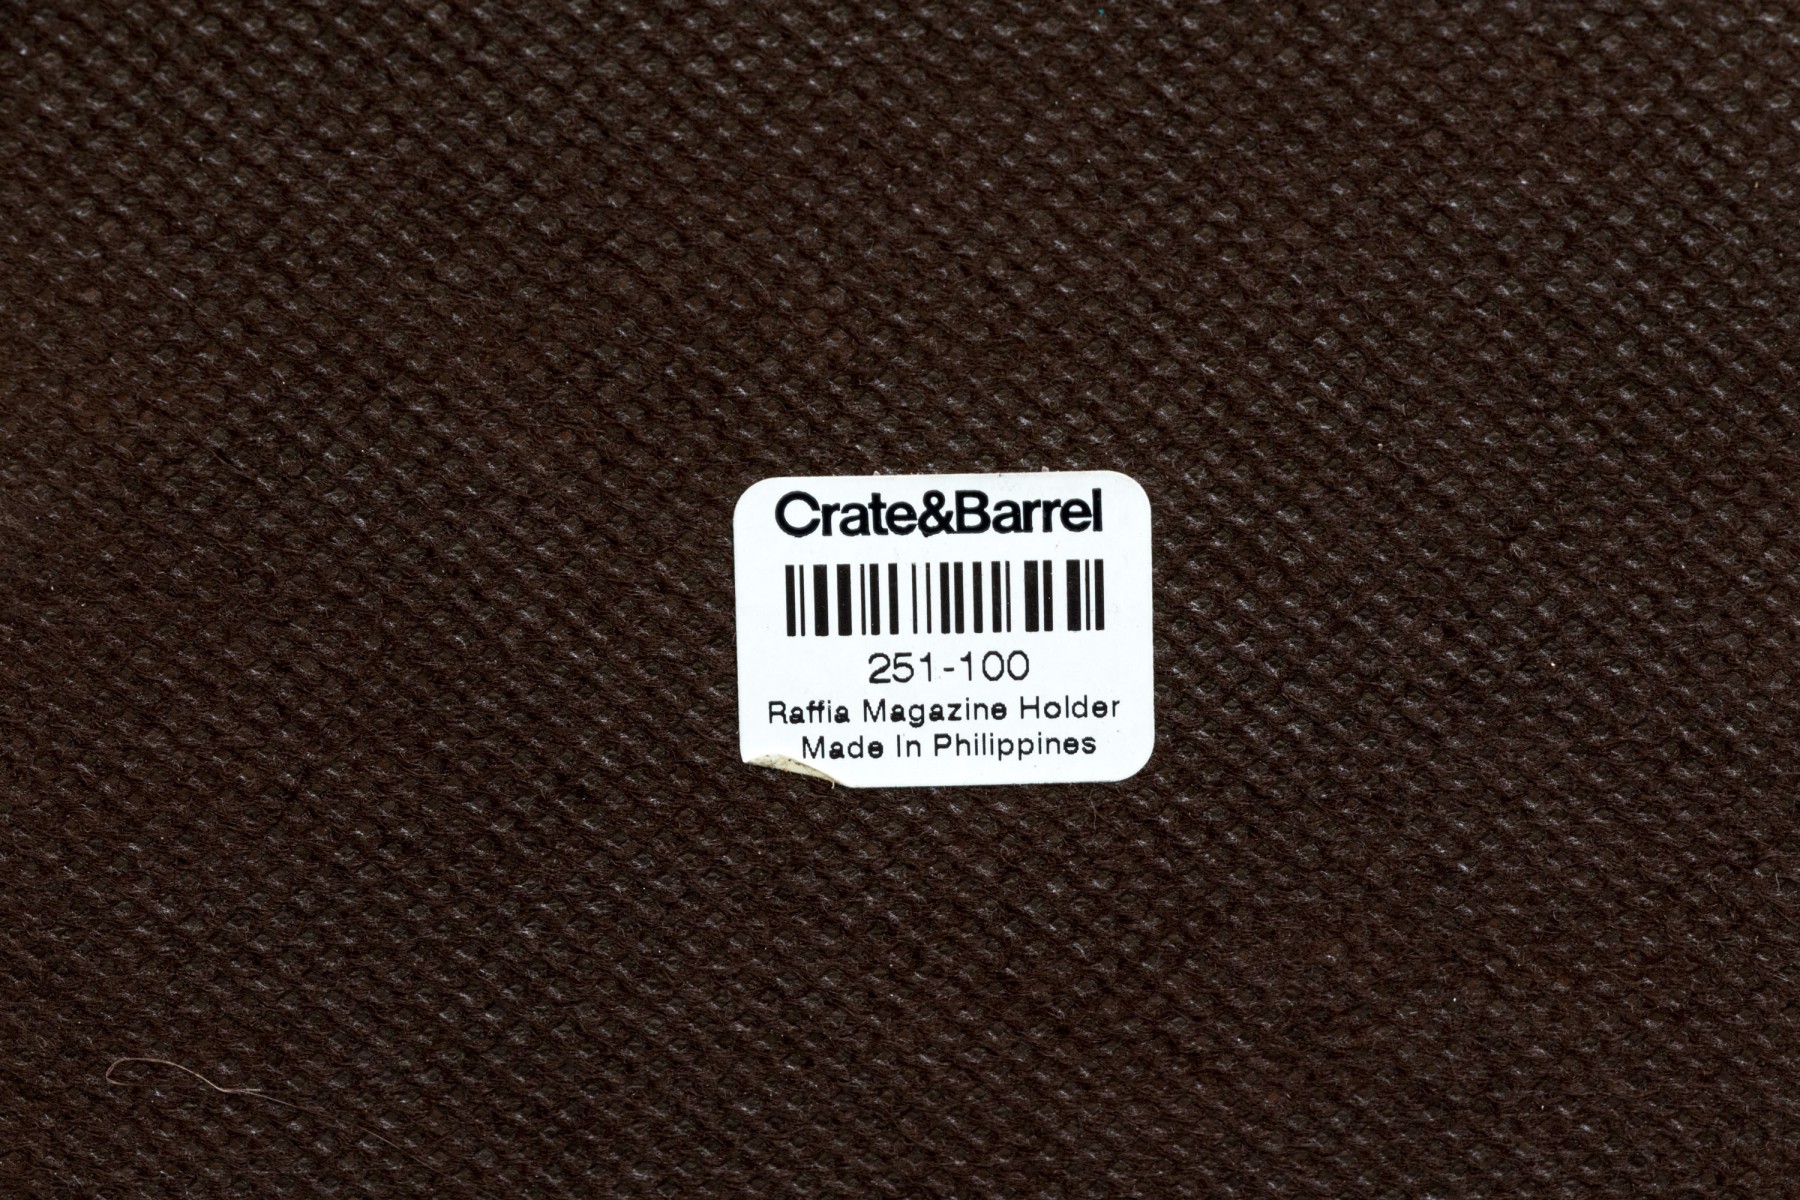 Crate&Barrel
251-100
Raffia Magazine Holder
Made In Philippines